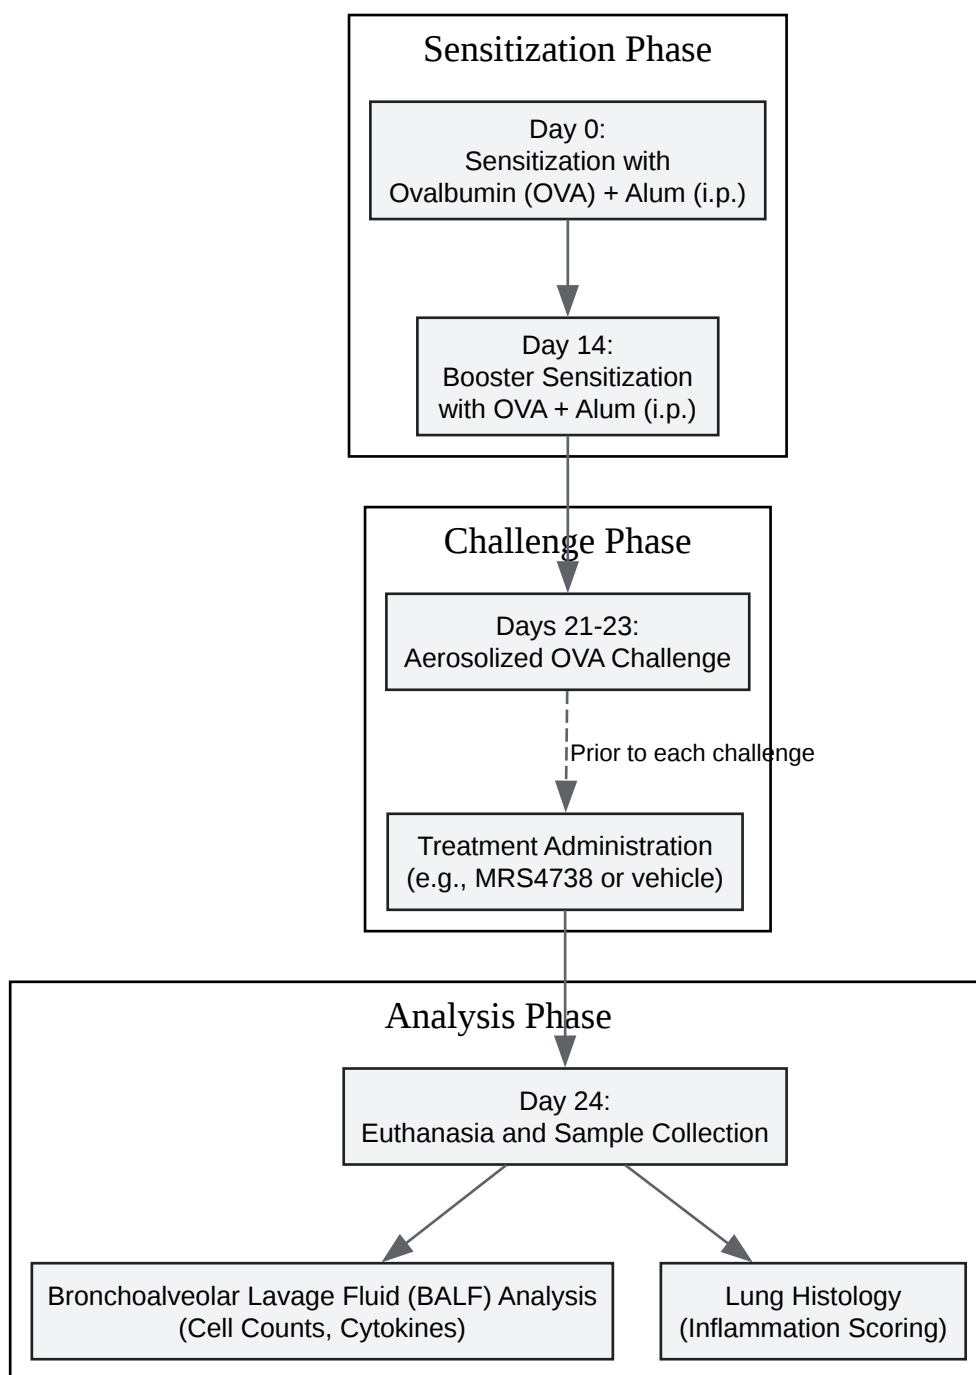 Sensitization Phase
Day 0:
Sensitization with
Ovalbumin (OVA) + Alum (i.p.)
Day 14:
Booster Sensitization
with OVA + Alum (i.p.)
Challenge Phase
Days 21-23:
Aerosolized OVA Challenge
Prior to each challenge
Treatment Administration
(e.g., MRS4738 or vehicle)
Analysis Phase
Day 24:
Euthanasia and Sample Collection
Bronchoalveolar Lavage Fluid (BALF) Analysis
(Cell Counts, Cytokines)
Lung Histology
(Inflammation Scoring)